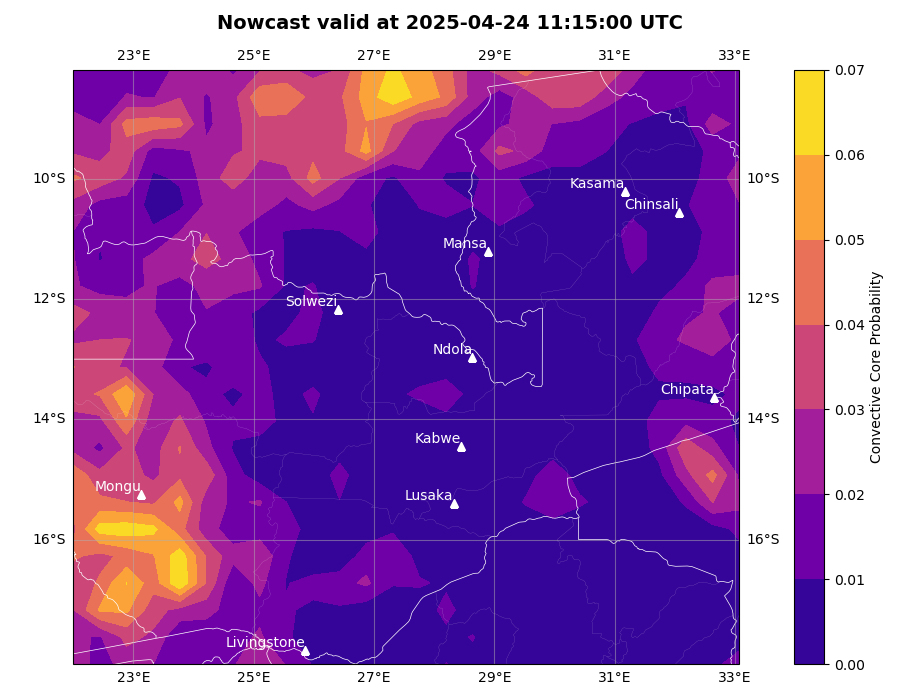 Nowcast valid at 2025-04-24 11:15:00 UTC
23°E 25°E 27°E 29°E 31°E 33°E
0.07
0.06
10°S Kasama 10°S
Chinsali
0.05
Mansa
12°S Solwezi 12°S
0.04
Ndola
Chipata
0.03
14°S 14°S
Kabwe
Mongu
Lusaka
0.02
16°S 16°S
0.01
Livingstone
0.00
23°E 25°E 27°E 29°E 31°E 33°E
Convective Core Probability